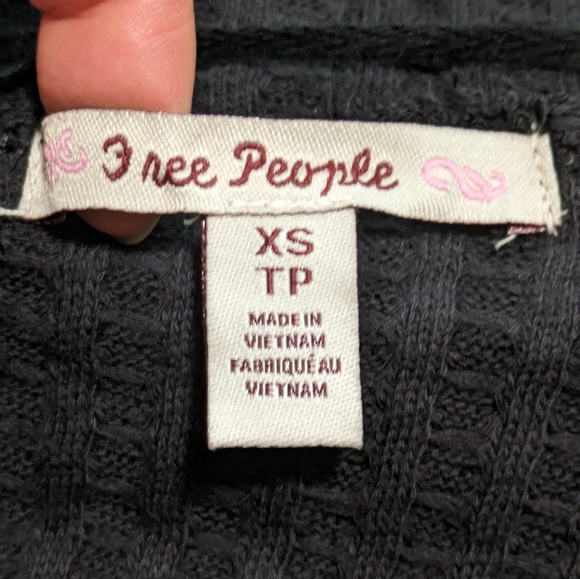 Free People
XS
TP
MADE IN
VIETNAM
FABRIQUÉ AU
VIETNAM